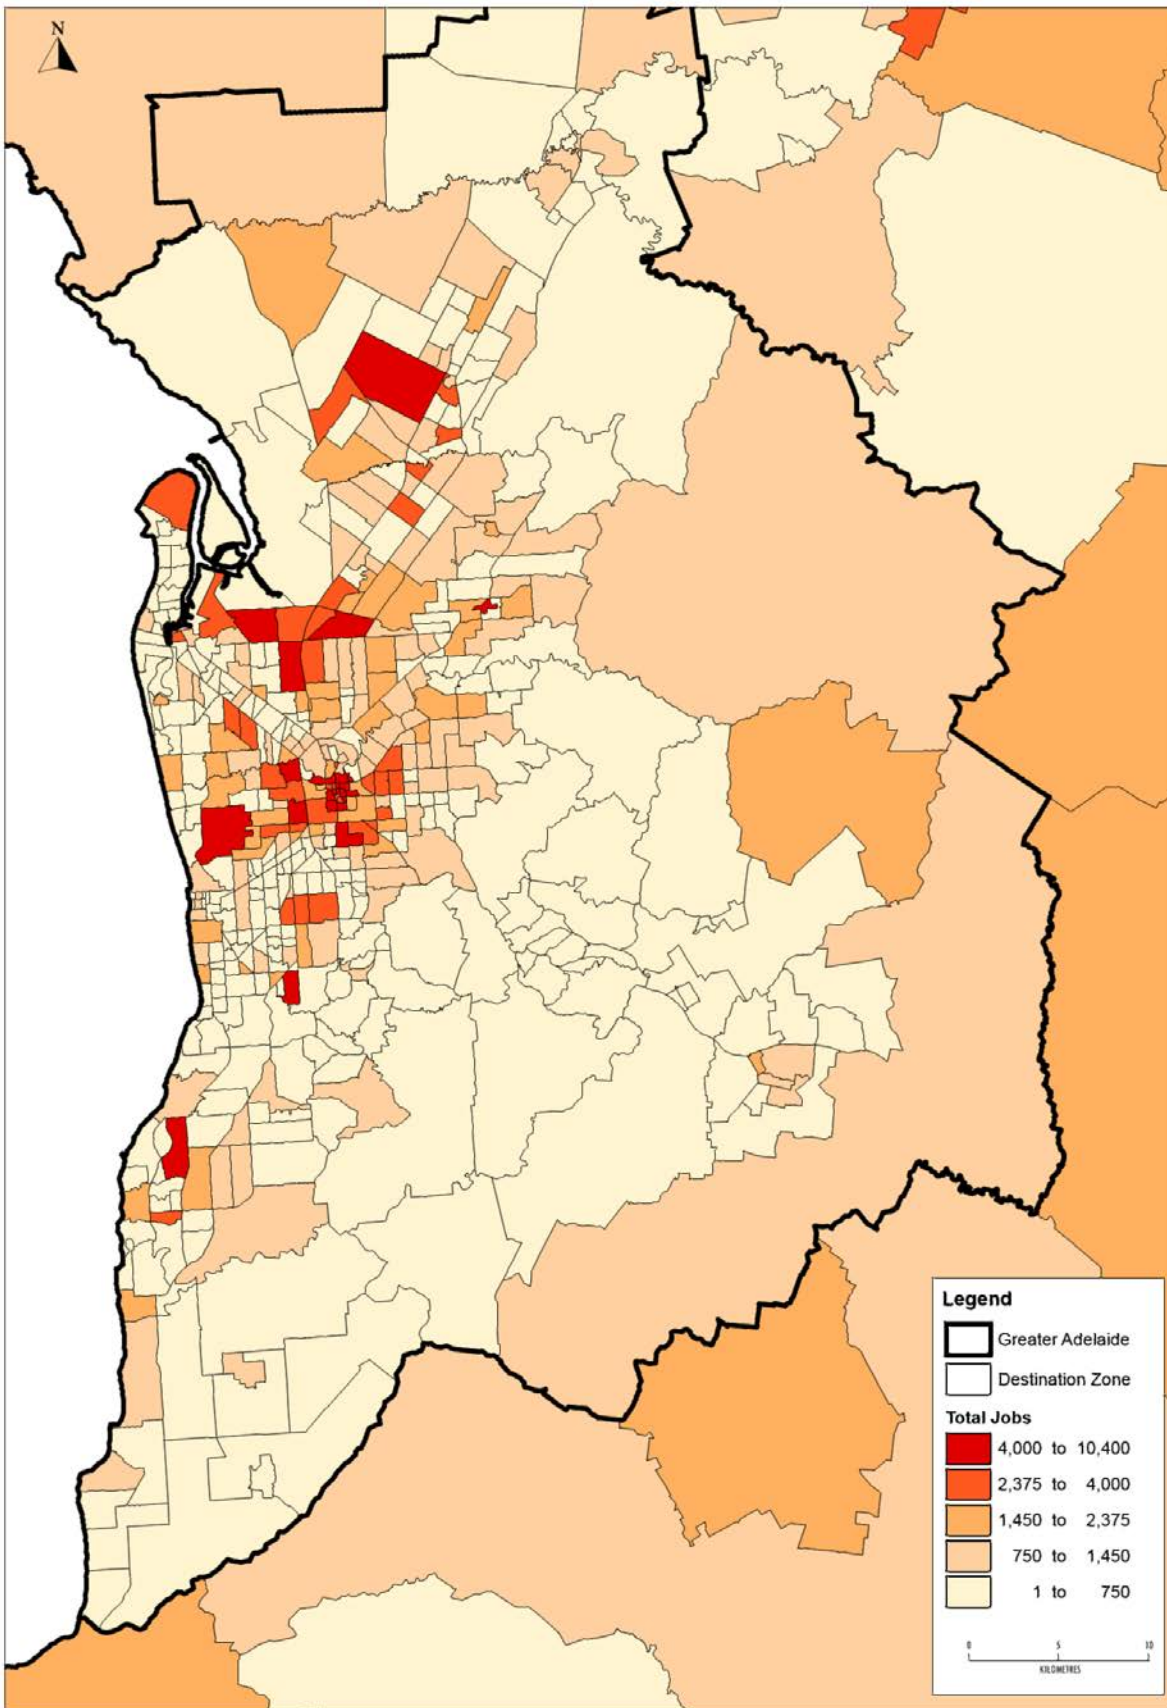 N
Legend
Greater Adelaide
Destination Zone
Total Jobs
4,000 to 10,400
2,375 to 4,000
1,450 to 2,375
750 to 1,450
1 to 750
0 5 10
KILOMETRES